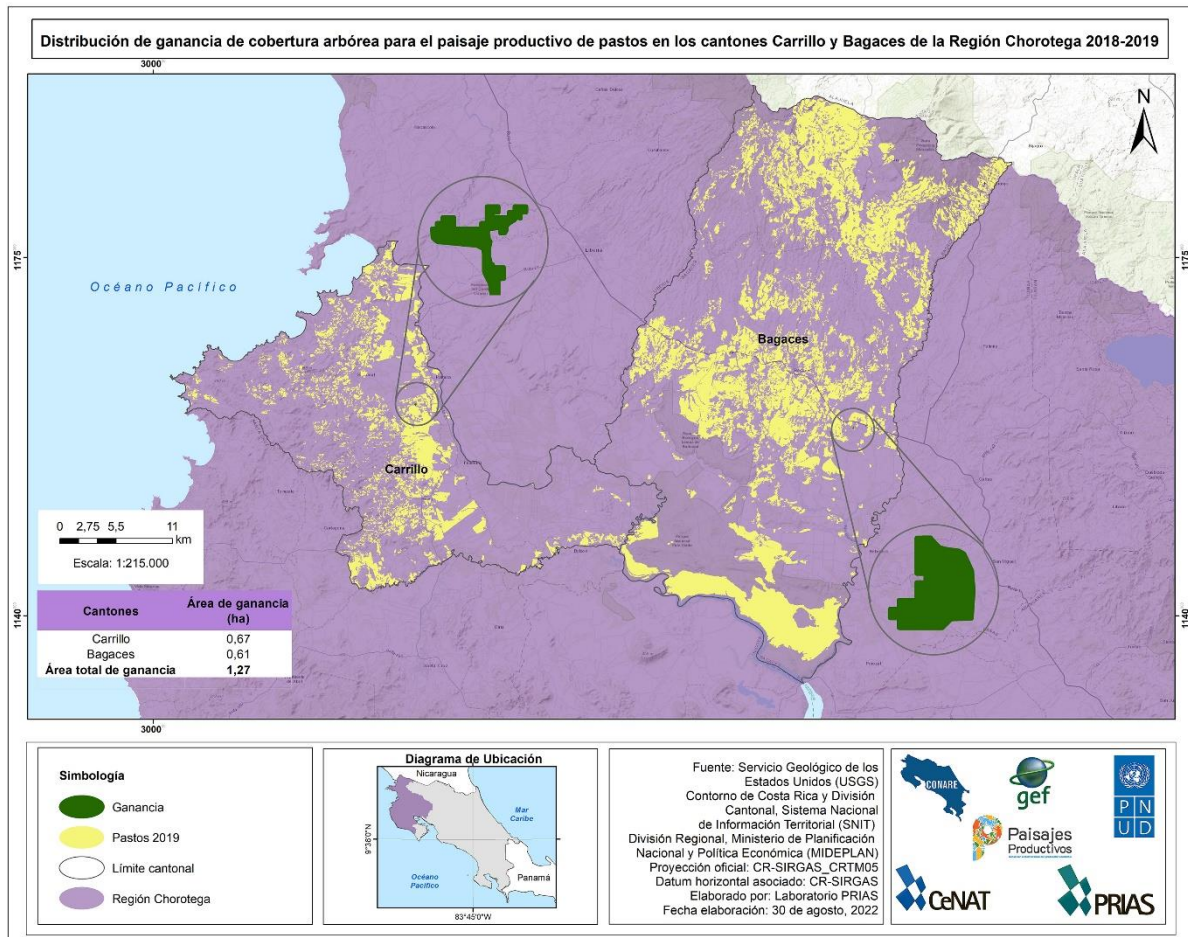 Distribución de ganancia de cobertura arbórea para el paisaje productivo de pastos en los cantones Carrillo y Bagaces de la Región Chorotega 2018-2019
3000
N
1175
1175
Océano Pacífico
Liberia
Bagaces
Carrillo
0 2,75 5,5 11
km
Escala: 1:215.000
Cantones Área de ganancia (ha)
Carrillo 0,67
Bagaces 0,61
Área total de ganancia 1,27
1140
1140
3000
Simbología
Ganancia
Pastos 2019
Límite cantonal
Región Chorotega
Diagrama de Ubicación
Nicaragua
Mar
Caribe
9°38'0"N
Océano
Pacífico
Panamá
83°45'0"W
Fuente: Servicio Geológico de los
Estados Unidos (USGS)
Contorno de Costa Rica y División
Cantonal, Sistema Nacional
de Información Territorial (SNIT)
División Regional, Ministerio de Planificación
Nacional y Política Económica (MIDEPLAN)
Proyección oficial: CR-SIRGAS_CRTM05
Datum horizontal asociado: CR-SIRGAS
Elaborado por: Laboratorio PRIAS
Fecha elaboración: 30 de agosto, 2022
CONARE
gef
P N
U D
Paisajes
Productivos
CeNAT
PRIAS